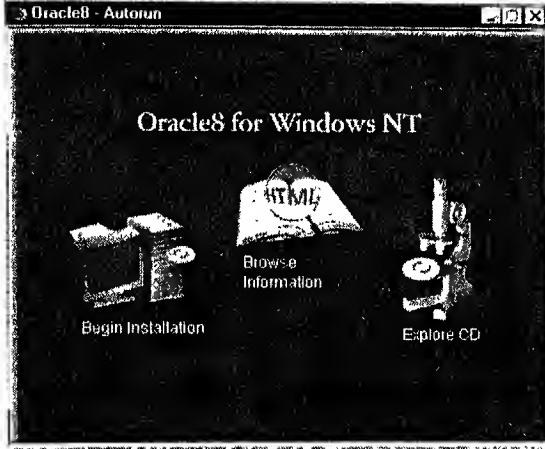 Oracle8 - Autorun
Oracle8 for Windows NT
HTML
Browse
Information
Begin Installation
Explore CD